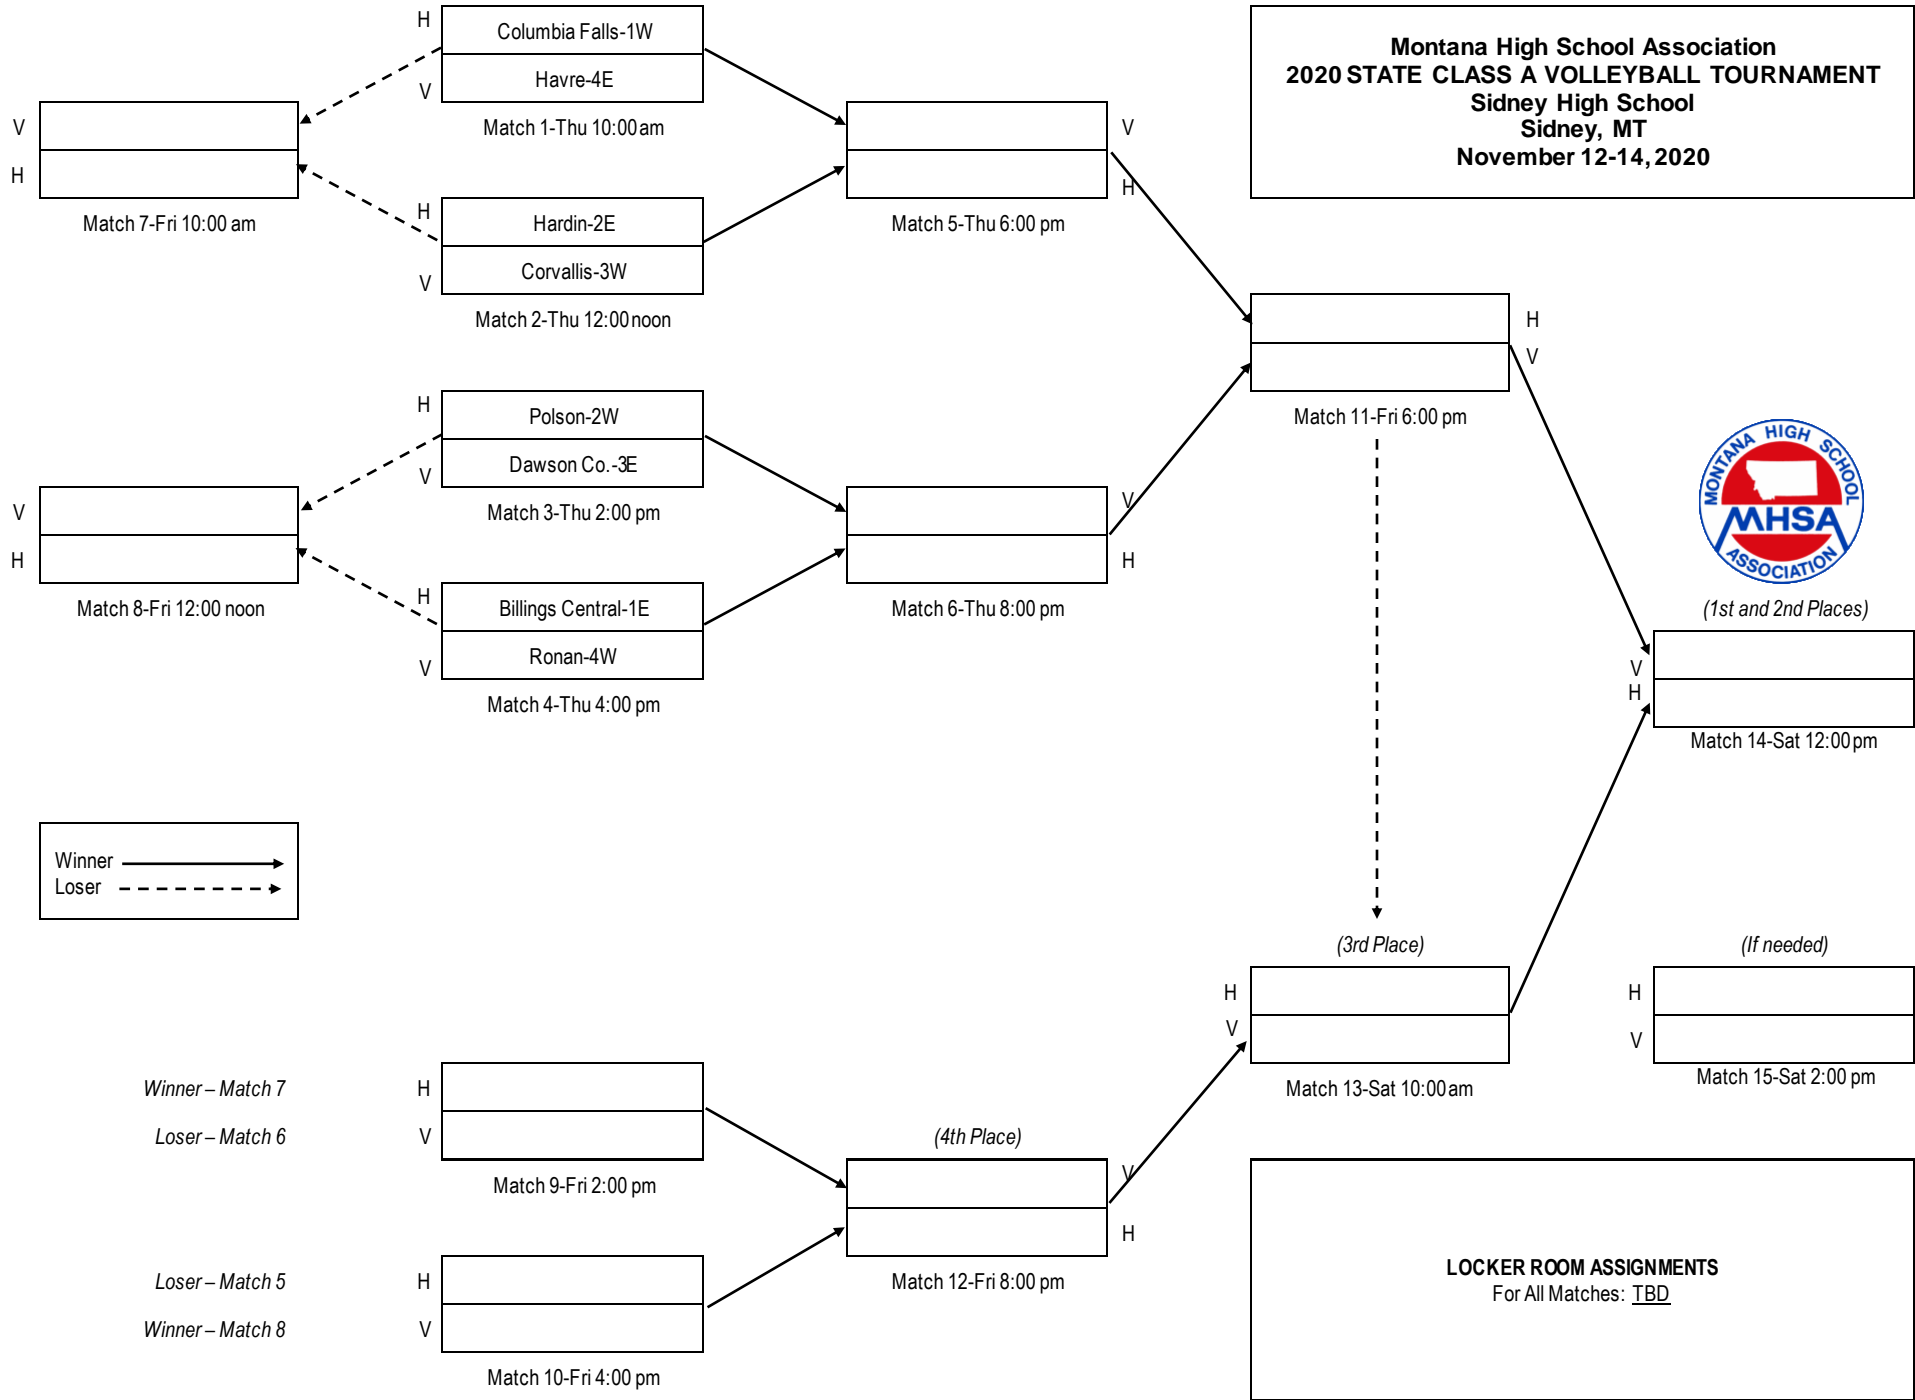 Montana High School Association
2020 STATE CLASS A VOLLEYBALL TOURNAMENT
Sidney High School
Sidney, MT
November 12-14, 2020
H
Columbia Falls-1W
V
Havre-4E
Match 1-Thu 10:00 am
V
H
Match 7-Fri 10:00 am
H
Hardin-2E
V
Corvallis-3W
Match 2-Thu 12:00 noon
V
H
Match 5-Thu 6:00 pm
H
Polson-2W
V
Dawson Co.-3E
Match 3-Thu 2:00 pm
V
H
Match 8-Fri 12:00 noon
H
Billings Central-1E
V
Ronan-4W
Match 4-Thu 4:00 pm
V
H
Match 6-Thu 8:00 pm
H
V
Match 11-Fri 6:00 pm
MONTANA HIGH SCHOOL
MHSA
ASSOCIATION
(1st and 2nd Places)
V
H
Match 14-Sat 12:00 pm
Winner
Loser
(3rd Place)
H
V
Match 13-Sat 10:00 am
(If needed)
H
V
Match 15-Sat 2:00 pm
Winner – Match 7
H
Loser – Match 6
V
Match 9-Fri 2:00 pm
(4th Place)
V
H
Match 12-Fri 8:00 pm
Loser – Match 5
H
Winner – Match 8
V
Match 10-Fri 4:00 pm
LOCKER ROOM ASSIGNMENTS
For All Matches: TBD